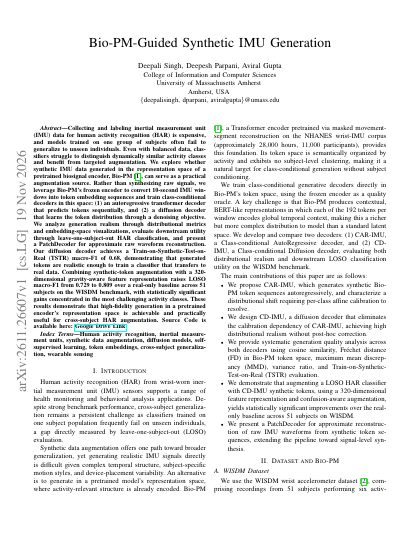 Bio-PM-Guided Synthetic IMU Generation
Deepali Singh, Deepesh Parpani, Aviral Gupta
College of Information and Computer Sciences
University of Massachusetts Amherst
Amherst, USA
{deepalisingh, dparpani, aviralgupta}@umass.edu
arXiv:2611.26607v1 [cs.LG] 19 Nov 2026
Abstract—Collecting and labeling inertial measurement unit
(IMU) data for human activity recognition (HAR) is expensive,
and models trained on one group of subjects often fail to
generalize to unseen individuals. Even with balanced data, clas-
sifiers struggle to distinguish dynamically similar activity classes
and benefit from targeted augmentation. We explore whether
synthetic IMU data generated in the representation space of a
pretrained biosignal encoder, Bio-PM [1], can serve as a practical
augmentation source. Rather than synthesizing raw signals, we
leverage Bio-PM's frozen encoder to convert 10-second IMU win-
dows into token embeddings and train class-conditional decoders
in this space: (1) an autoregressive transformer decoder
that predicts tokens sequentially, and (2) a diffusion decoder that
learns the token distribution through a denoising objective. We
analyze generation realism through distributional metrics
and embedding-space visualizations, evaluate downstream utility
through leave-one-subject-out HAR classification, and present
a PatchDecoder for approximate raw waveform reconstruction.
Our diffusion decoder achieves a Train-on-Synthetic-Test-on-Real
(TSTR) macro-F1 of 0.68, demonstrating that generated
tokens are realistic enough to train a classifier that transfers to
real data. Combining synthetic-token augmentation with a 320-
dimensional gravity-aware feature representation raises LOSO
macro-F1 from 0.729 to 0.809 over a real-only baseline across 51
subjects on the WISDM benchmark, with statistically significant
gains concentrated in the most challenging activity classes. These
results demonstrate that high-fidelity generation in a pretrained
encoder's representation space is achievable and practically
useful for cross-subject HAR augmentation. Source Code is
available here: Google Drive Link
Index Terms—Human activity recognition, inertial measure-
ment units, synthetic data augmentation, diffusion models, self-
supervised learning, token embeddings, cross-subject generaliza-
tion, wearable sensing
I. INTRODUCTION
Human activity recognition (HAR) from wrist-worn iner-
tial measurement unit (IMU) sensors supports a range of
health monitoring and behavioral analysis applications. De-
spite strong benchmark performance, cross-subject generali-
zation remains a persistent challenge as classifiers trained on
one subject population frequently fail on unseen individuals,
a gap directly measured by leave-one-subject-out (LOSO)
evaluation.
Synthetic data augmentation offers one path toward broader
generalization, yet generating realistic IMU signals directly
is difficult given complex temporal structure, subject-specific
motion styles, and device-placement variability. An alternative
is to generate in a pretrained model's representation space,
where activity-relevant structure is already encoded. Bio-PM
[1], a Transformer encoder pretrained via masked movement-
segment reconstruction on the NHANES wrist-IMU corpus
(approximately 28,000 hours, 11,000 participants), provides
this foundation. Its token space is semantically organized by
activity and exhibits no subject-level clustering, making it a
natural target for class-conditional generation without subject
conditioning.
We train class-conditional generative decoders directly in
Bio-PM's token space, using the frozen encoder as a quality
oracle. A key challenge is that Bio-PM produces contextual,
BERT-like representations in which each of the 192 tokens per
window encodes global temporal context, making this a richer
but more complex distribution to model than a standard latent
space. We develop and compare two decoders: (1) CAR-IMU,
a Class-conditional AutoRegressive decoder, and (2) CD-
IMU, a Class-conditional Diffusion decoder, evaluating both
distributional realism and downstream LOSO classification
utility on the WISDM benchmark.
The main contributions of this paper are as follows:
• We propose CAR-IMU, which generates synthetic Bio-
PM token sequences autoregressively, and characterize a
distributional shift requiring per-class affine calibration to
resolve.
• We design CD-IMU, a diffusion decoder that eliminates
the calibration dependency of CAR-IMU, achieving high
distributional realism without post-hoc correction.
• We provide systematic generation quality analysis across
both decoders using cosine similarity, Fréchet distance
(FD) in Bio-PM token space, maximum mean discrep-
ancy (MMD), variance ratio, and Train-on-Synthetic-
Test-on-Real (TSTR) evaluation.
• We demonstrate that augmenting a LOSO HAR classifier
with CD-IMU synthetic tokens, using a 320-dimensional
feature representation and confusion-aware augmentation,
yields statistically significant improvements over the real-
only baseline across 51 subjects on WISDM.
• We present a PatchDecoder for approximate reconstruc-
tion of raw IMU waveforms from synthetic token se-
quences, extending the pipeline toward signal-level syn-
thesis.
II. DATASET AND BIO-PM
A. WISDM Dataset
We use the WISDM wrist accelerometer dataset [2], com-
prising recordings from 51 subjects performing six activ-